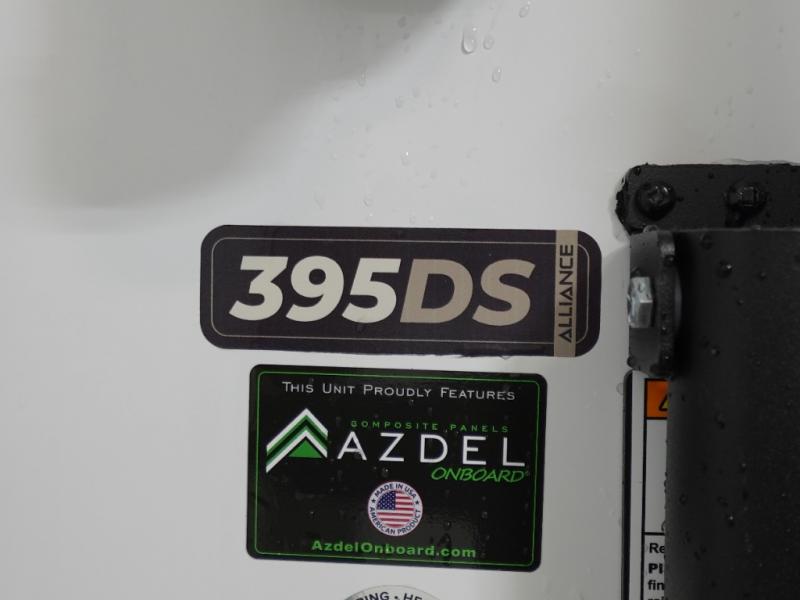 395DS
ALLIANCE
This Unit Proudly Features
COMPOSITE PANELS
AZDEL
ONBOARD®
MADE IN USA
AMERICAN PRODUCT
AzdelOnboard.com